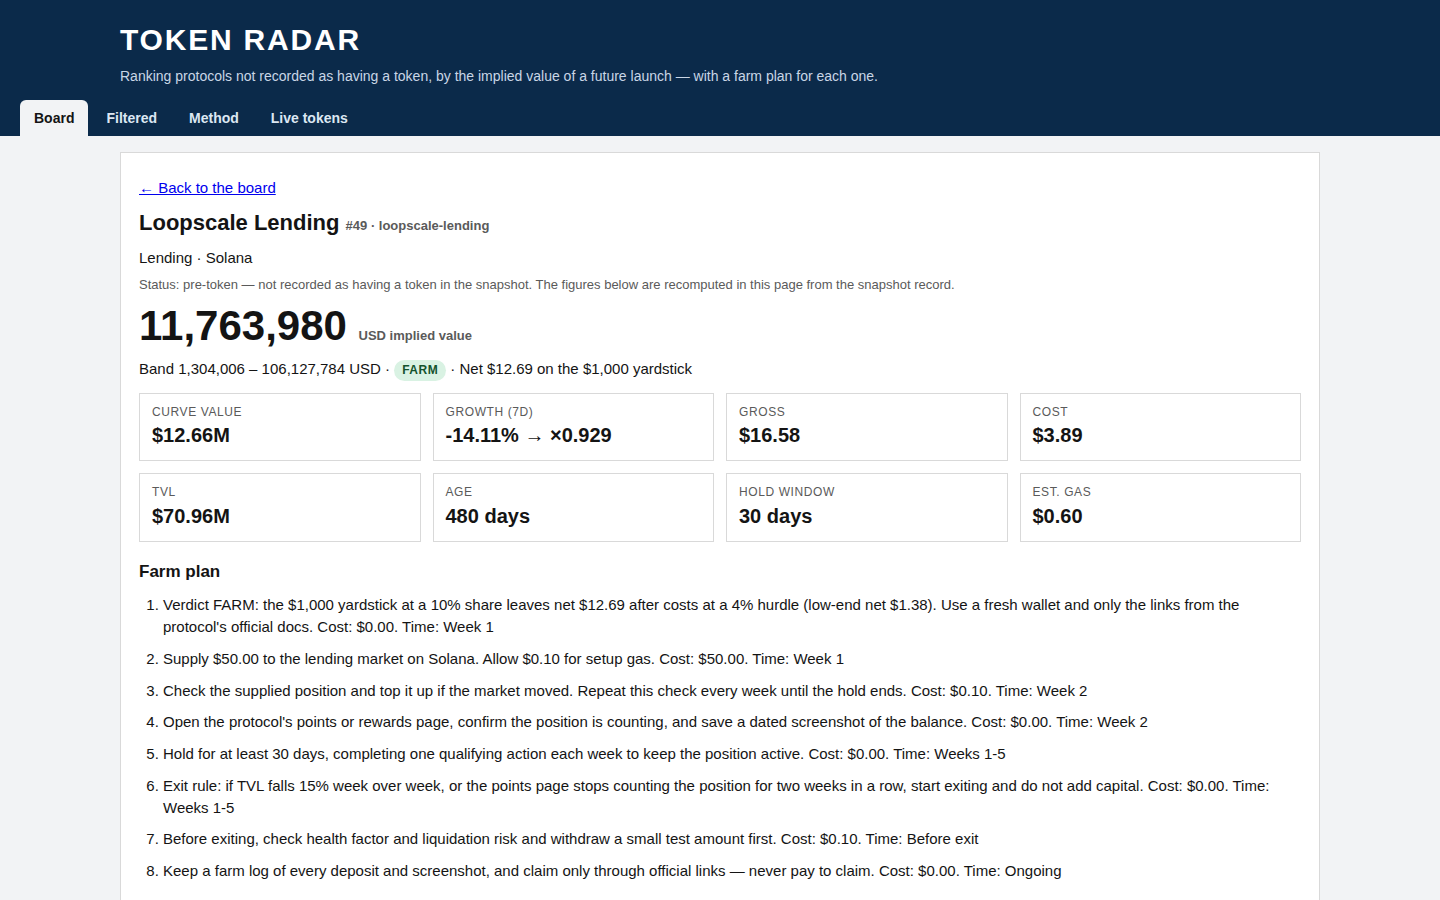 TOKEN RADAR
Ranking protocols not recorded as having a token, by the implied value of a future launch — with a farm plan for each one.
Board Filtered Method Live tokens
← Back to the board
Loopscale Lending #49 · loopscale-lending
Lending · Solana
Status: pre-token — not recorded as having a token in the snapshot. The figures below are recomputed in this page from the snapshot record.
11,763,980 USD implied value
Band 1,304,006 – 106,127,784 USD · FARM · Net $12.69 on the $1,000 yardstick
CURVE VALUE GROWTH (7D) GROSS COST
$12.66M -14.11% → ×0.929 $16.58 $3.89
TVL AGE HOLD WINDOW EST. GAS
$70.96M 480 days 30 days $0.60
Farm plan
1. Verdict FARM: the $1,000 yardstick at a 10% share leaves net $12.69 after costs at a 4% hurdle (low-end net $1.38). Use a fresh wallet and only the links from the
protocol's official docs. Cost: $0.00. Time: Week 1
2. Supply $50.00 to the lending market on Solana. Allow $0.10 for setup gas. Cost: $50.00. Time: Week 1
3. Check the supplied position and top it up if the market moved. Repeat this check every week until the hold ends. Cost: $0.10. Time: Week 2
4. Open the protocol's points or rewards page, confirm the position is counting, and save a dated screenshot of the balance. Cost: $0.00. Time: Week 2
5. Hold for at least 30 days, completing one qualifying action each week to keep the position active. Cost: $0.00. Time: Weeks 1-5
6. Exit rule: if TVL falls 15% week over week, or the points page stops counting the position for two weeks in a row, start exiting and do not add capital. Cost: $0.00. Time:
Weeks 1-5
7. Before exiting, check health factor and liquidation risk and withdraw a small test amount first. Cost: $0.10. Time: Before exit
8. Keep a farm log of every deposit and screenshot, and claim only through official links — never pay to claim. Cost: $0.00. Time: Ongoing